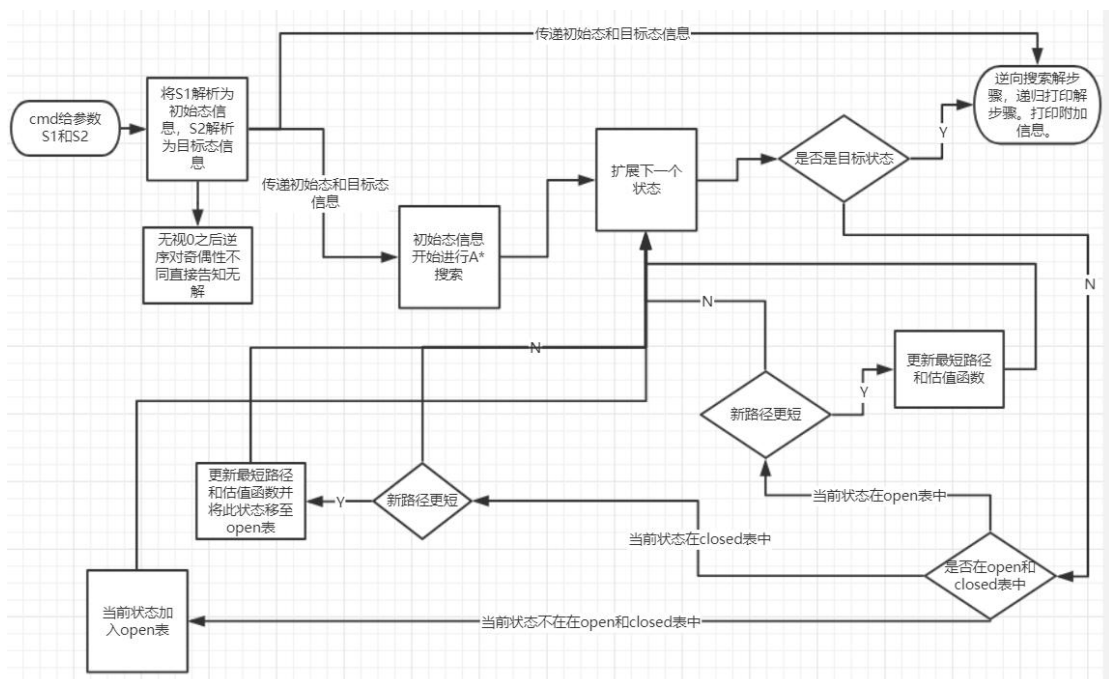 传递初始态和目标态信息
cmd给参数
S1和S2
将S1解析为
初始态信
息，S2解析
为目标态信
息
逆向搜索解步
骤，递归打印解
步骤。打印附加
信息。
Y
是否是目标状态
扩展下一个
状态
传递初始态和目标态
信息
无视0之后逆
序对奇偶性不
同直接告知无
解
初始态信息
开始进行A*
搜索
N
N
N
更新最短路径
和估值函数
Y
新路径更短
更新最短路径
和估值函数并
将此状态移至
open表
Y
新路径更短
当前状态在open表中
当前状态在closed表中
是否在open和
closed表中
当前状态加
入open表
当前状态不在在open和closed表中